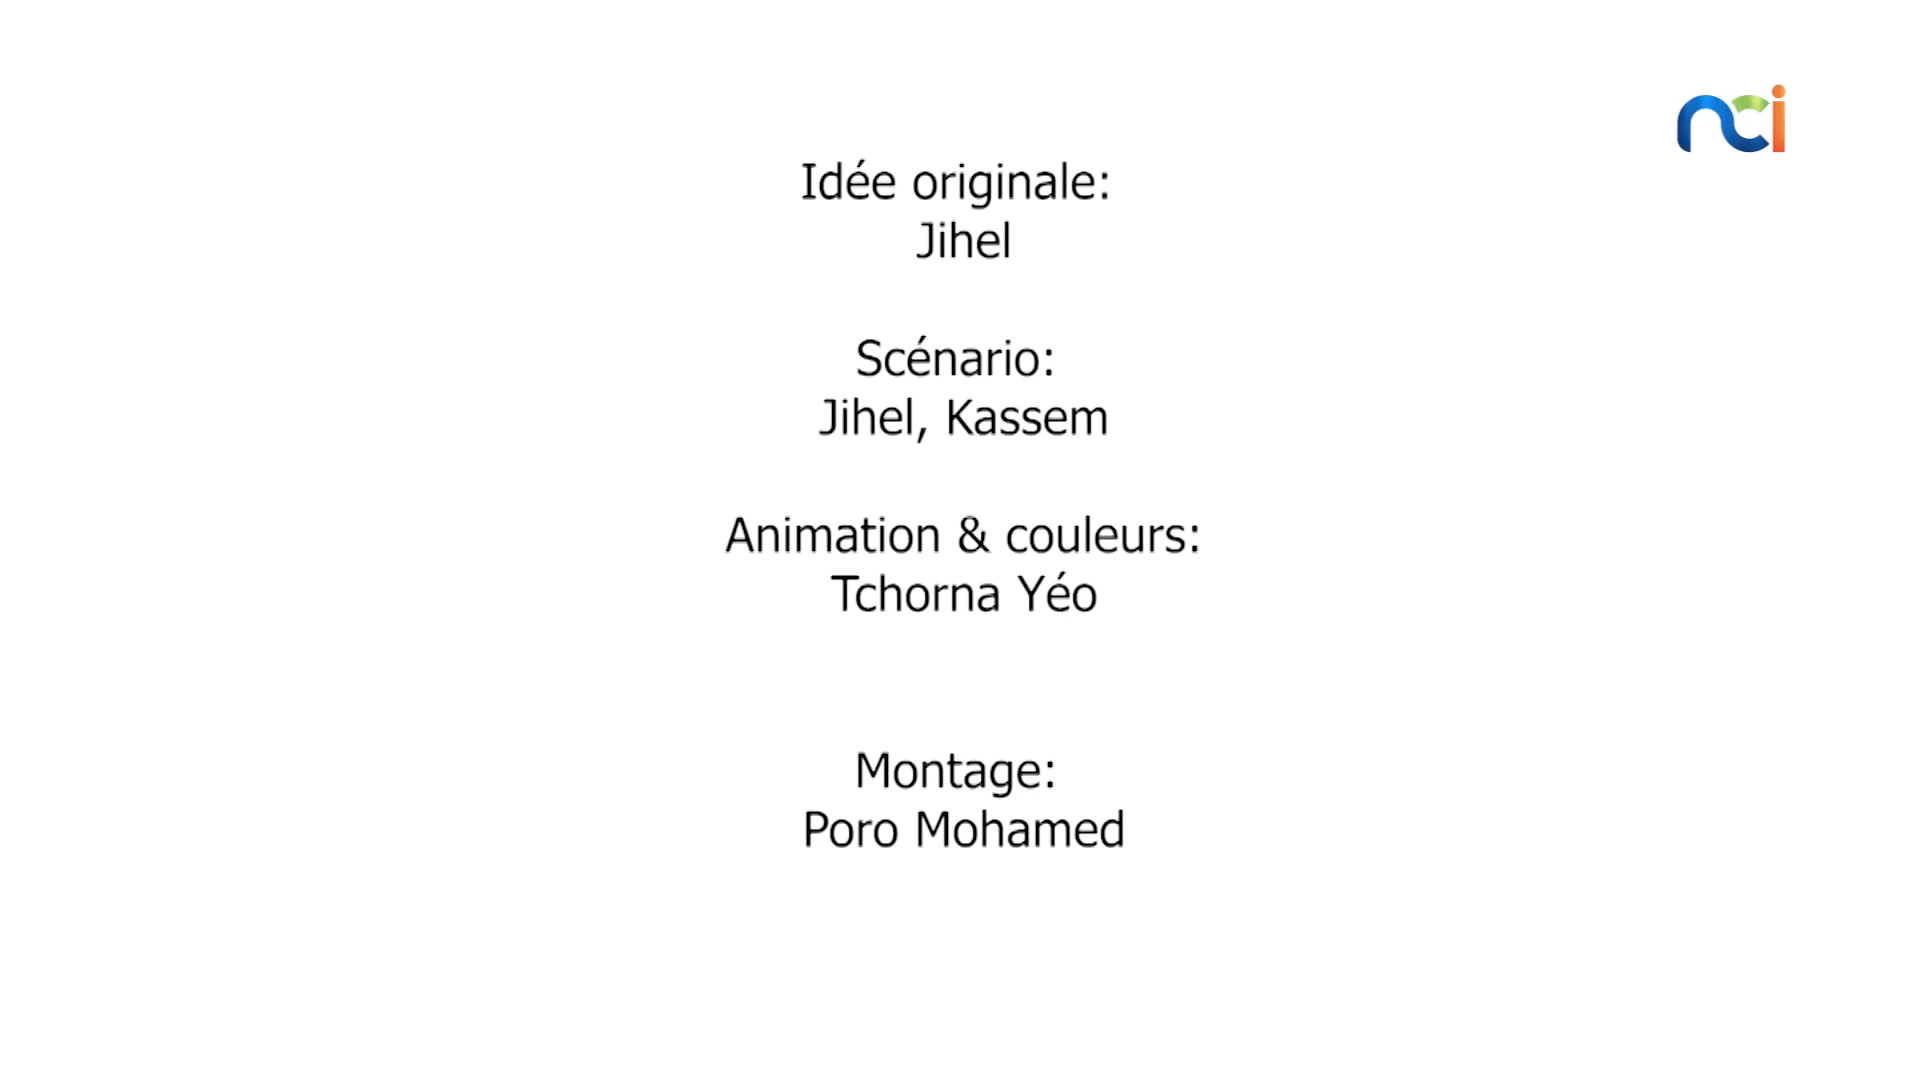 nci
Idée originale:
Jihel
Scénario:
Jihel, Kassem
Animation & couleurs:
Tchorna Yéo
Montage:
Poro Mohamed